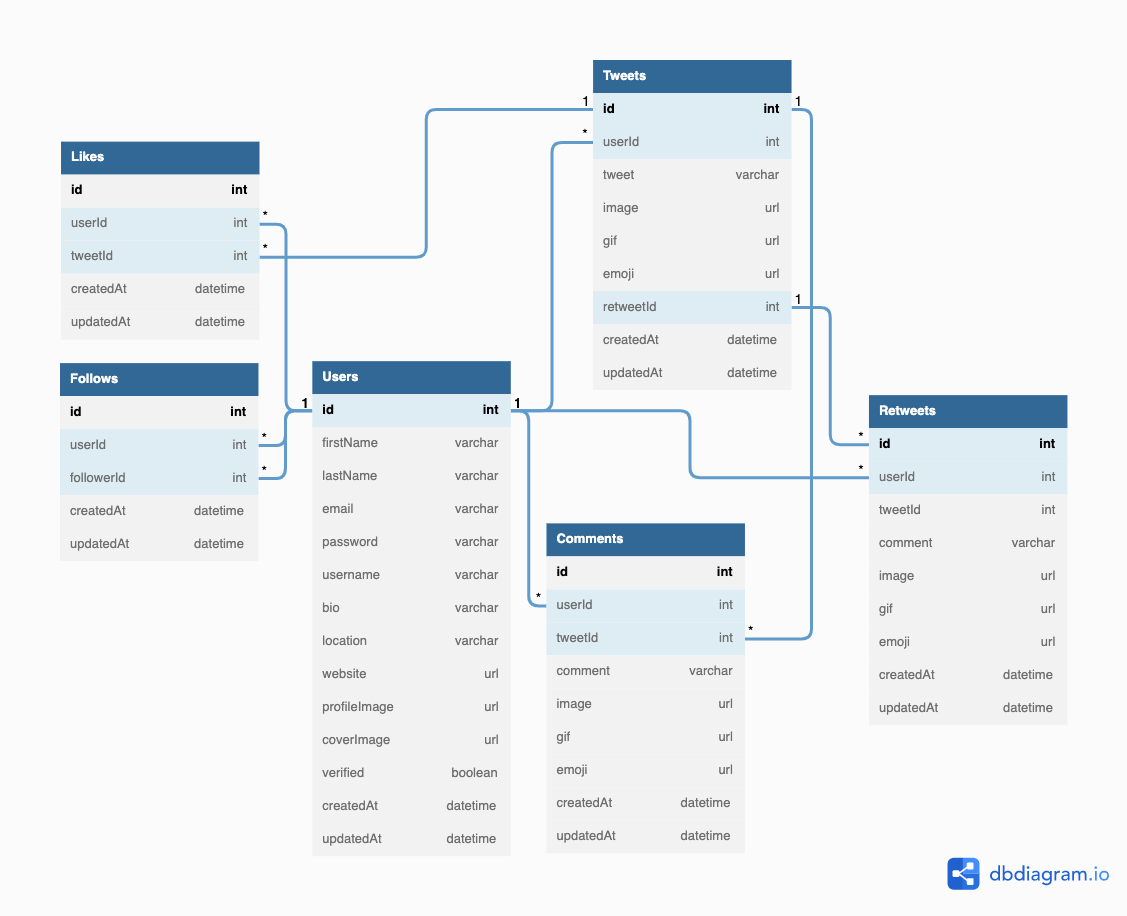 Tweets
1 id int 1
* userId int
tweet varchar
image url
gif url
emoji url
retweetId int 1
createdAt datetime
updatedAt datetime
Likes
id int
userId int *
tweetId int *
createdAt datetime
updatedAt datetime
Follows
id int
userId int *
followerId int *
createdAt datetime
updatedAt datetime
Users
1 id int 1
firstName varchar
lastName varchar
email varchar
password varchar
username varchar
bio varchar
location varchar
website url
profileImage url
coverImage url
verified boolean
createdAt datetime
updatedAt datetime
Comments
id int
* userId int
tweetId int *
comment varchar
image url
gif url
emoji url
createdAt datetime
updatedAt datetime
Retweets
* id int
* userId int
tweetId int
comment varchar
image url
gif url
emoji url
createdAt datetime
updatedAt datetime
dbdiagram.io